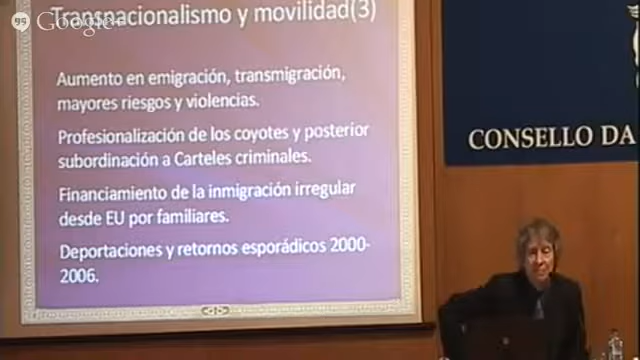 Google+
Transnacionalismo y movilidad(3)
Aumento en emigración, transmigración,
mayores riesgos y violencias.
Profesionalización de los coyotes y posterior
subordinación a Carteles criminales.
Financiamiento de la inmigración irregular
desde EU por familiares.
Deportaciones y retornos esporádicos 2000-
2006.
CONSELLO DA